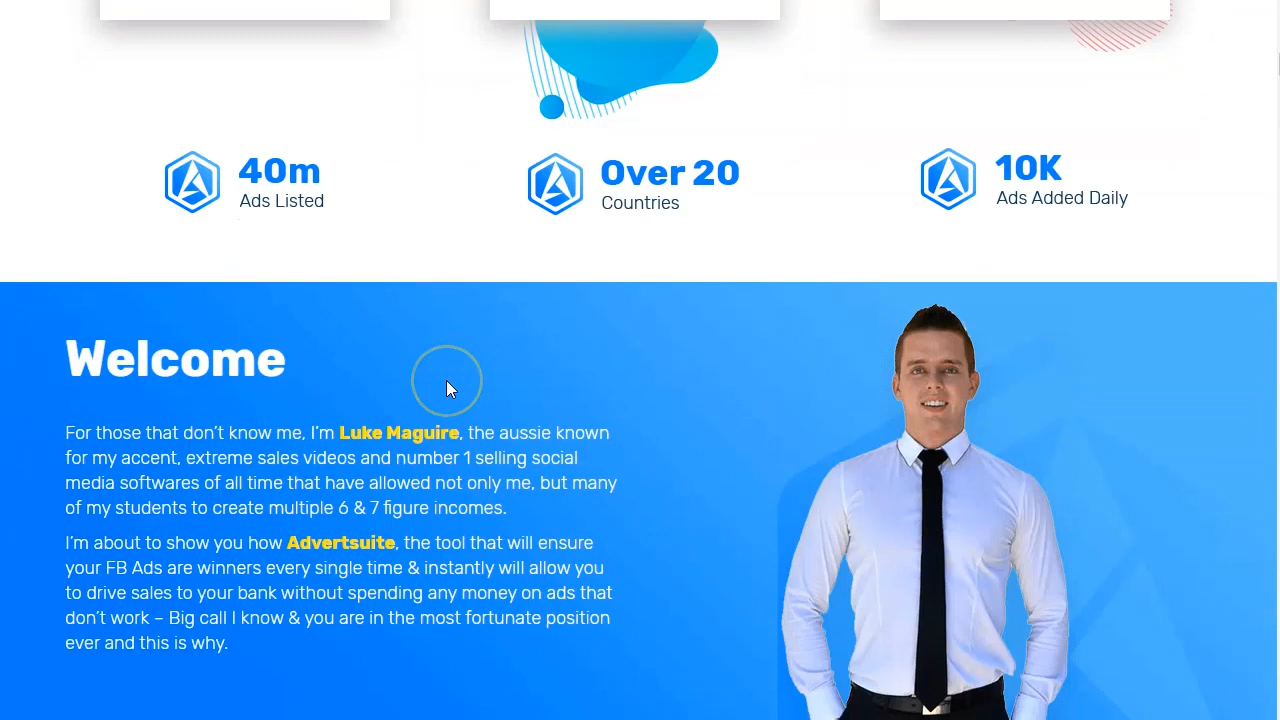 40m
Ads Listed
Over 20
Countries
10K
Ads Added Daily
Welcome
For those that don't know me, I'm Luke Maguire, the aussie known
for my accent, extreme sales videos and number 1 selling social
media softwares of all time that have allowed not only me, but many
of my students to create multiple 6 & 7 figure incomes.
I'm about to show you how Advertsuite, the tool that will ensure
your FB Ads are winners every single time & instantly will allow you
to drive sales to your bank without spending any money on ads that
don't work – Big call I know & you are in the most fortunate position
ever and this is why.